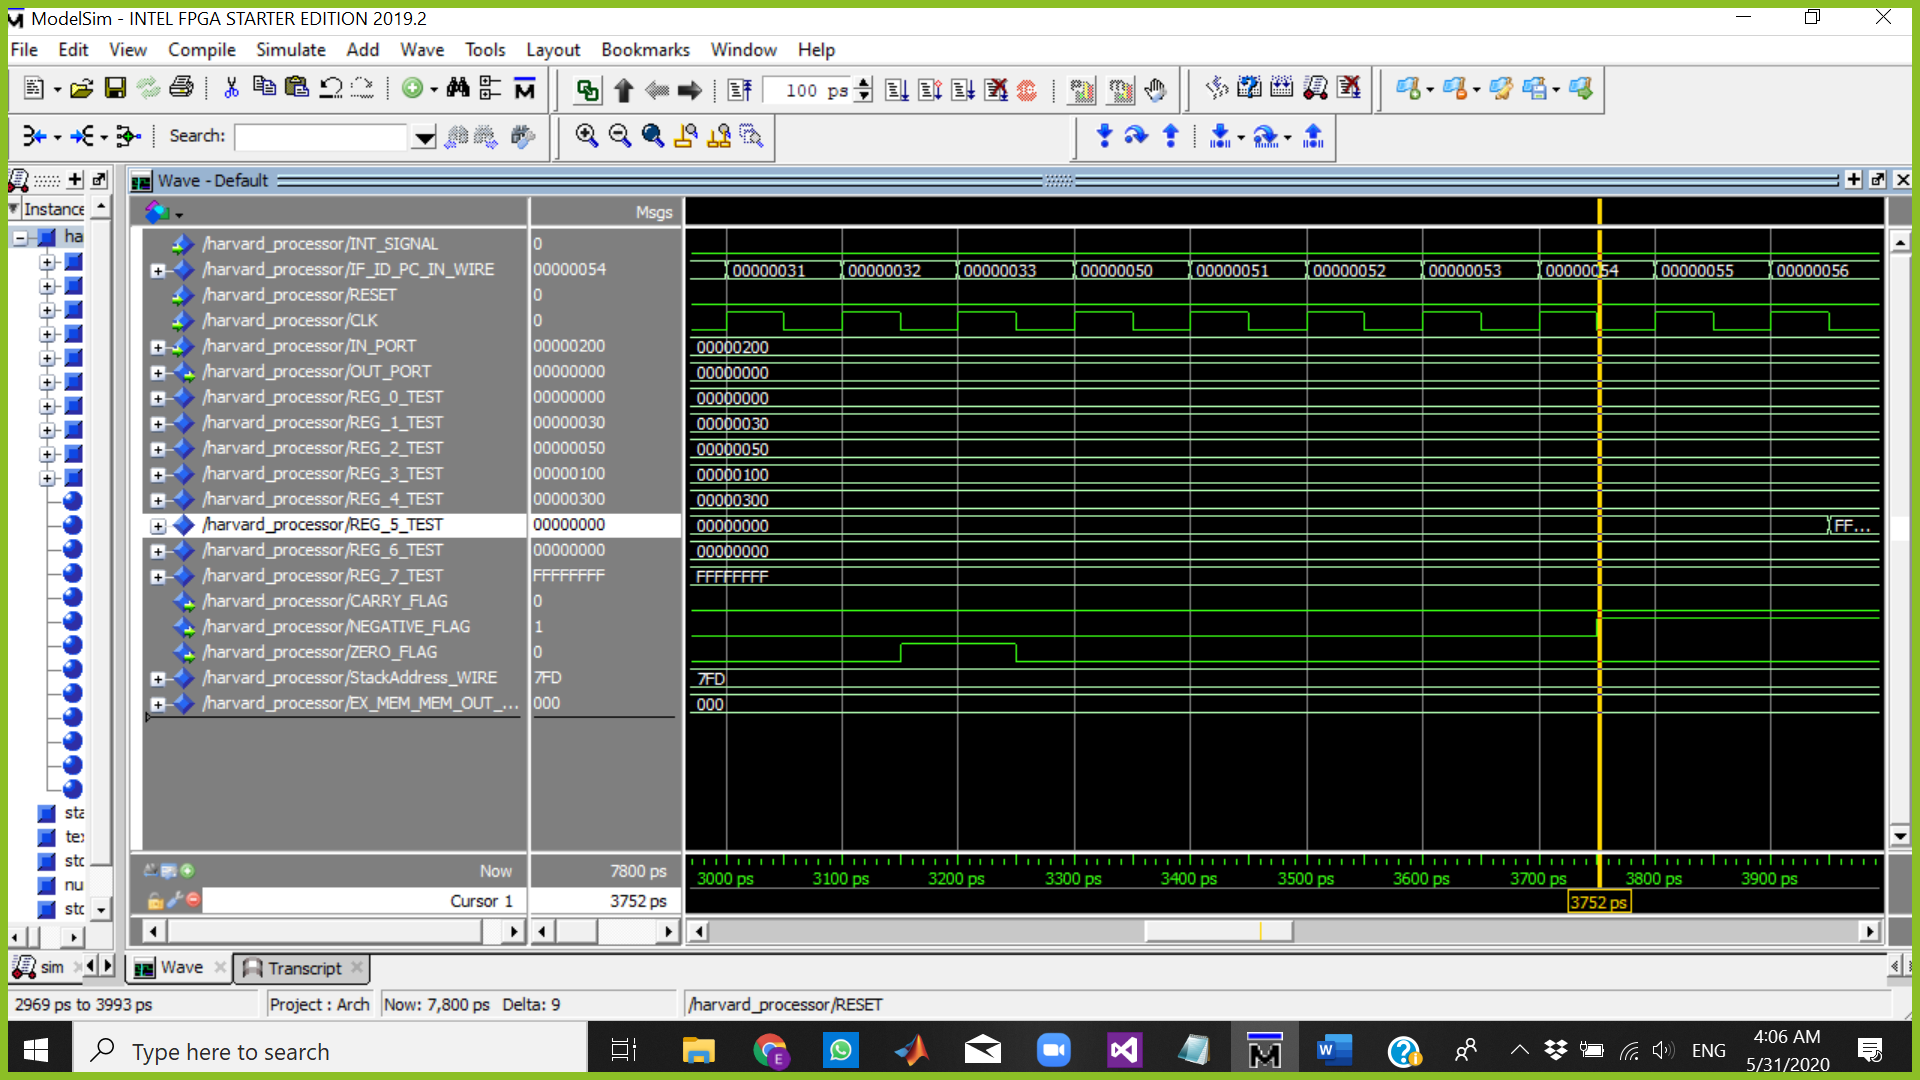 ModelSim - INTEL FPGA STARTER EDITION 2019.2
File Edit View Compile Simulate Add Wave Tools Layout Bookmarks Window Help
100 ps
Search:
Wave - Default
Instance
Msgs
ha
/harvard_processor/INT_SIGNAL 0
/harvard_processor/IF_ID_PC_IN_WIRE 00000054 00000031 00000032 00000033 00000050 00000051 00000052 00000053 00000054 00000055 00000056
/harvard_processor/RESET 0
/harvard_processor/CLK 0
/harvard_processor/IN_PORT 00000200 00000200
/harvard_processor/OUT_PORT 00000000 00000000
/harvard_processor/REG_0_TEST 00000000 00000000
/harvard_processor/REG_1_TEST 00000030 00000030
/harvard_processor/REG_2_TEST 00000050 00000050
/harvard_processor/REG_3_TEST 00000100 00000100
/harvard_processor/REG_4_TEST 00000300 00000300
/harvard_processor/REG_5_TEST 00000000 00000000 FF...
/harvard_processor/REG_6_TEST 00000000 00000000
/harvard_processor/REG_7_TEST FFFFFFFF FFFFFFFF
/harvard_processor/CARRY_FLAG 0
/harvard_processor/NEGATIVE_FLAG 1
/harvard_processor/ZERO_FLAG 0
/harvard_processor/StackAddress_WIRE 7FD 7FD
/harvard_processor/EX_MEM_MEM_OUT_... 000 000
sta
tex
std
nu
std
Now 7800 ps 3000 ps 3100 ps 3200 ps 3300 ps 3400 ps 3500 ps 3600 ps 3700 ps 3800 ps 3900 ps
Cursor 1 3752 ps 3752 ps
sim Wave Transcript
2969 ps to 3993 ps Project : Arch Now: 7,800 ps Delta: 9 /harvard_processor/RESET
Type here to search
ENG
4:06 AM
5/31/2020